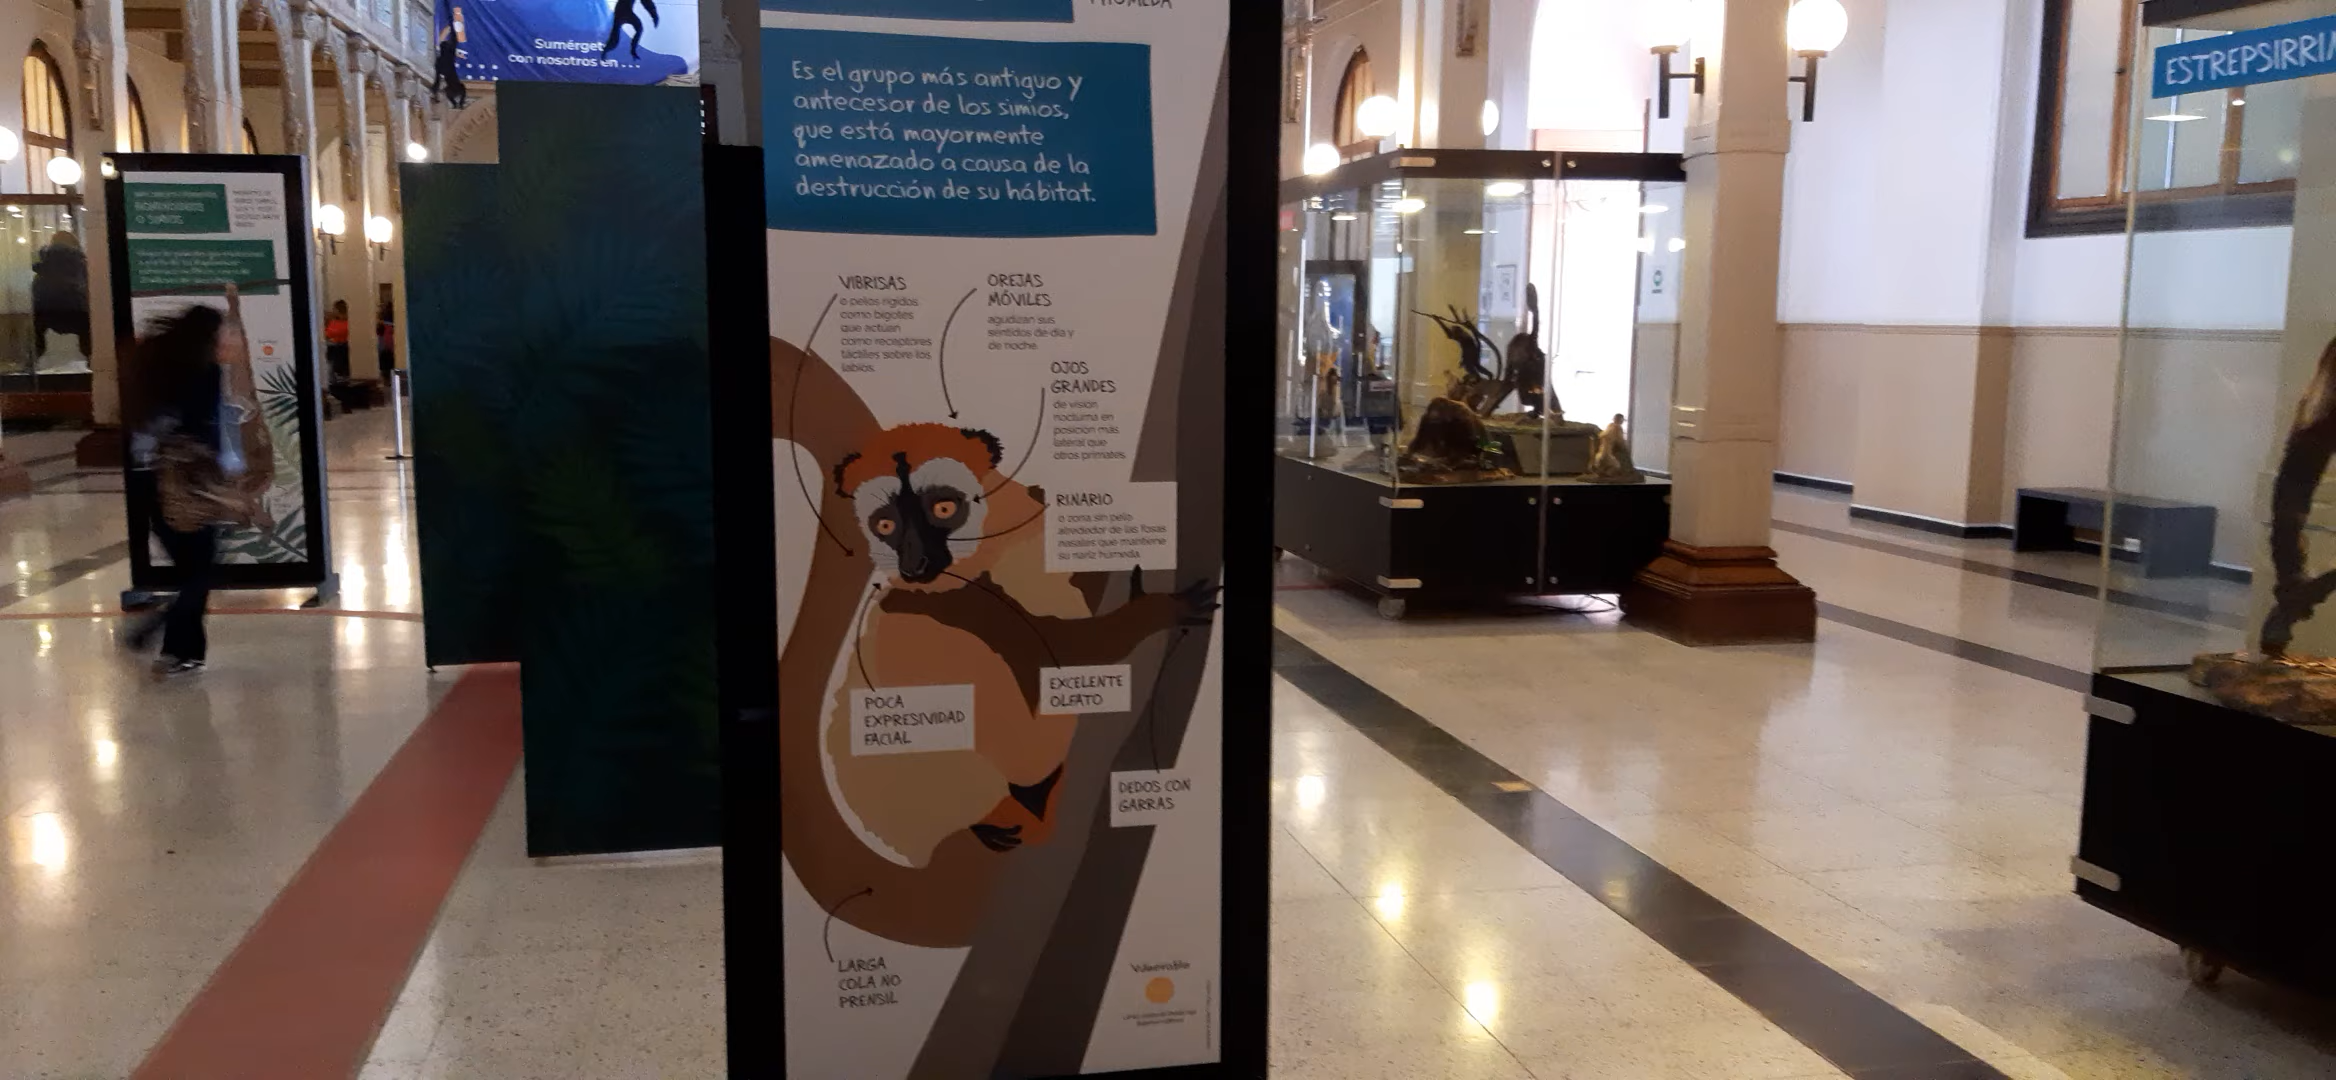 Sumérget
con nosotros en ...
Es el grupo más antiguo y
antecesor de los simios,
que está mayormente
amenazado a causa de la
destrucción de su hábitat.
VIBRISAS
o pelos rígidos
como bigotes
que actúan
como receptores
táctiles sobre los
labios.
OREJAS
MÓVILES
agudizan sus
sentidos de día y
de noche.
OJOS
GRANDES
de visión
nocturna en
posición más
lateral que
otros primates.
RINARIO
o zona sin pelo
alrededor de las fosas
nasales que mantiene
su nariz húmeda.
POCA
EXPRESIVIDAD
FACIAL
EXCELENTE
OLFATO
DEDOS CON
GARRAS
LARGA
COLA NO
PRENSIL
Vulnerable
O SIMIOS
ESTREPSIRRI